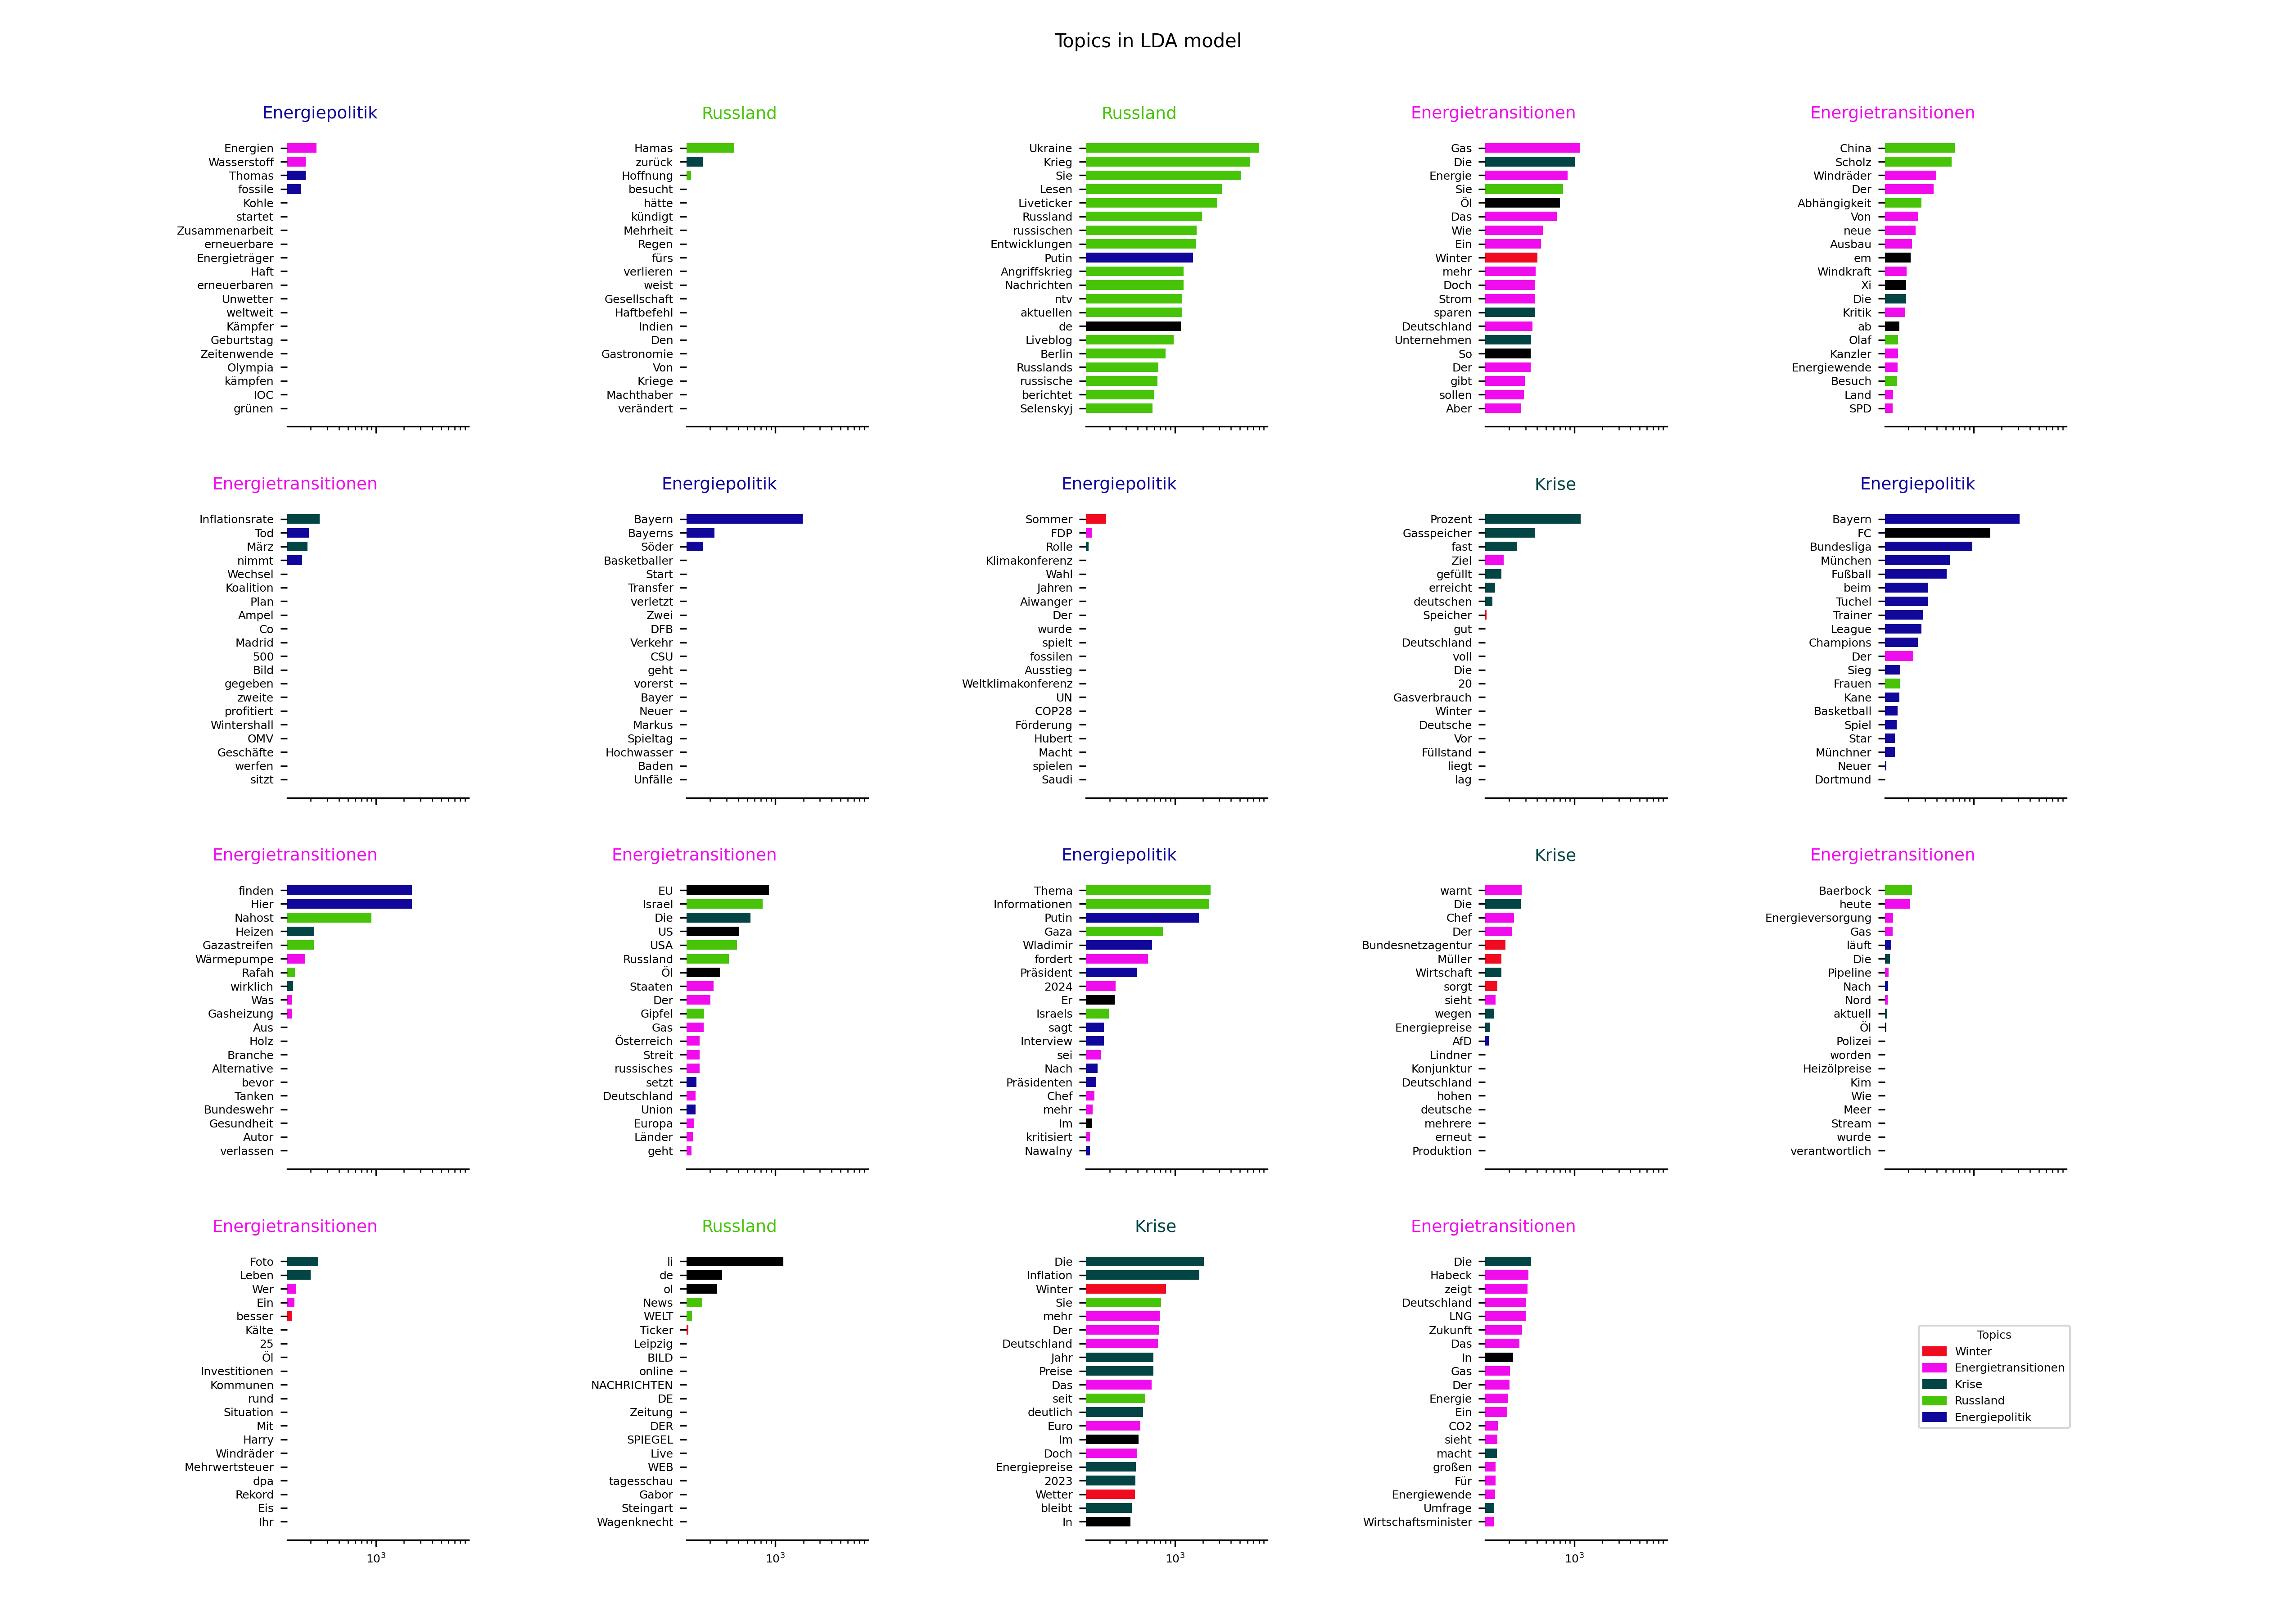 Topics in LDA model
Energiepolitik
Energien
Wasserstoff
Thomas
fossile
Kohle
startet
Zusammenarbeit
erneuerbare
Energieträger
Haft
erneuerbaren
Unwetter
weltweit
Kämpfer
Geburtstag
Zeitenwende
Olympia
kämpfen
IOC
grünen
Russland
Hamas
zurück
Hoffnung
besucht
hätte
kündigt
Mehrheit
Regen
fürs
verlieren
weist
Gesellschaft
Haftbefehl
Indien
Den
Gastronomie
Von
Kriege
Machthaber
verändert
Russland
Ukraine
Krieg
Sie
Lesen
Liveticker
Russland
russischen
Entwicklungen
Putin
Angriffskrieg
Nachrichten
ntv
aktuellen
de
Liveblog
Berlin
Russlands
russische
berichtet
Selenskyj
Energietransitionen
Gas
Die
Energie
Sie
Öl
Das
Wie
Ein
Winter
mehr
Doch
Strom
sparen
Deutschland
Unternehmen
So
Der
gibt
sollen
Aber
Energietransitionen
China
Scholz
Windräder
Der
Abhängigkeit
Von
neue
Ausbau
em
Windkraft
Xi
Die
Kritik
ab
Olaf
Kanzler
Energiewende
Besuch
Land
SPD
Energietransitionen
Inflationsrate
Tod
März
nimmt
Wechsel
Koalition
Plan
Ampel
Co
Madrid
500
Bild
gegeben
zweite
profitiert
Wintershall
OMV
Geschäfte
werfen
sitzt
Energiepolitik
Bayern
Bayerns
Söder
Basketballer
Start
Transfer
verletzt
Zwei
DFB
Verkehr
CSU
geht
vorerst
Bayer
Neuer
Markus
Spieltag
Hochwasser
Baden
Unfälle
Energiepolitik
Sommer
FDP
Rolle
Klimakonferenz
Wahl
Jahren
Aiwanger
Der
wurde
spielt
fossilen
Ausstieg
Weltklimakonferenz
UN
COP28
Förderung
Hubert
Macht
spielen
Saudi
Krise
Prozent
Gasspeicher
fast
Ziel
gefüllt
erreicht
deutschen
Speicher
gut
Deutschland
voll
Die
20
Gasverbrauch
Winter
Deutsche
Vor
Füllstand
liegt
lag
Energiepolitik
Bayern
FC
Bundesliga
München
Fußball
beim
Tuchel
Trainer
League
Champions
Der
Sieg
Frauen
Kane
Basketball
Spiel
Star
Münchner
Neuer
Dortmund
Energietransitionen
finden
Hier
Nahost
Heizen
Gazastreifen
Wärmepumpe
Rafah
wirklich
Was
Gasheizung
Aus
Holz
Branche
Alternative
bevor
Tanken
Bundeswehr
Gesundheit
Autor
verlassen
Energietransitionen
EU
Israel
Die
US
USA
Russland
Öl
Staaten
Der
Gipfel
Gas
Österreich
Streit
russisches
setzt
Deutschland
Union
Europa
Länder
geht
Energiepolitik
Thema
Informationen
Putin
Gaza
Wladimir
fordert
Präsident
2024
Er
Israels
sagt
Interview
sei
Nach
Präsidenten
Chef
mehr
Im
kritisiert
Nawalny
Krise
warnt
Die
Chef
Der
Bundesnetzagentur
Müller
Wirtschaft
sorgt
sieht
wegen
Energiepreise
AfD
Lindner
Konjunktur
Deutschland
hohen
deutsche
mehrere
erneut
Produktion
Energietransitionen
Baerbock
heute
Energieversorgung
Gas
läuft
Die
Pipeline
Nach
Nord
aktuell
Öl
Polizei
worden
Heizölpreise
Kim
Wie
Meer
Stream
wurde
verantwortlich
Energietransitionen
Foto
Leben
Wer
Ein
besser
Kälte
25
Öl
Investitionen
Kommunen
rund
Situation
Mit
Harry
Windräder
Mehrwertsteuer
dpa
Rekord
Eis
Ihr
10³
Russland
li
de
ol
News
WELT
Ticker
Leipzig
BILD
online
NACHRICHTEN
DE
Zeitung
DER
SPIEGEL
Live
WEB
tagesschau
Gabor
Steingart
Wagenknecht
10³
Krise
Die
Inflation
Winter
Sie
mehr
Der
Deutschland
Jahr
Preise
Das
seit
deutlich
Euro
Im
Doch
Energiepreise
2023
Wetter
bleibt
In
10³
Energietransitionen
Die
Habeck
zeigt
Deutschland
LNG
Zukunft
Das
In
Gas
Der
Energie
Ein
CO2
sieht
macht
großen
Für
Energiewende
Umfrage
Wirtschaftsminister
10³
Topics
Winter
Energietransitionen
Krise
Russland
Energiepolitik